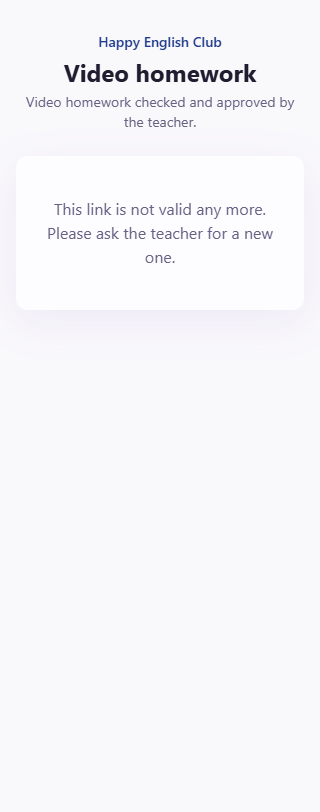 Happy English Club
Video homework
Video homework checked and approved by
the teacher.
This link is not valid any more.
Please ask the teacher for a new
one.